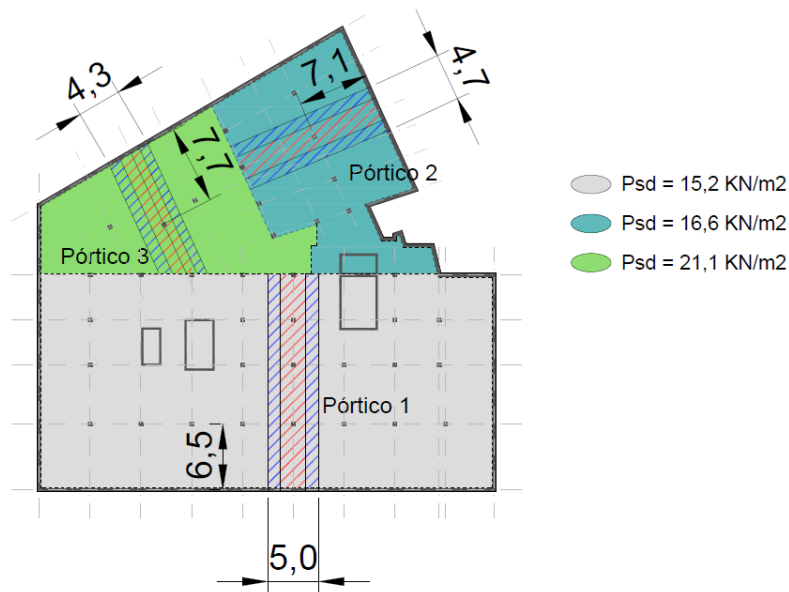 4,3
7,1
4,7
7,7
Pórtico 2
Psd = 15,2 KN/m2
Psd = 16,6 KN/m2
Psd = 21,1 KN/m2
Pórtico 3
Pórtico 1
6,5
5,0